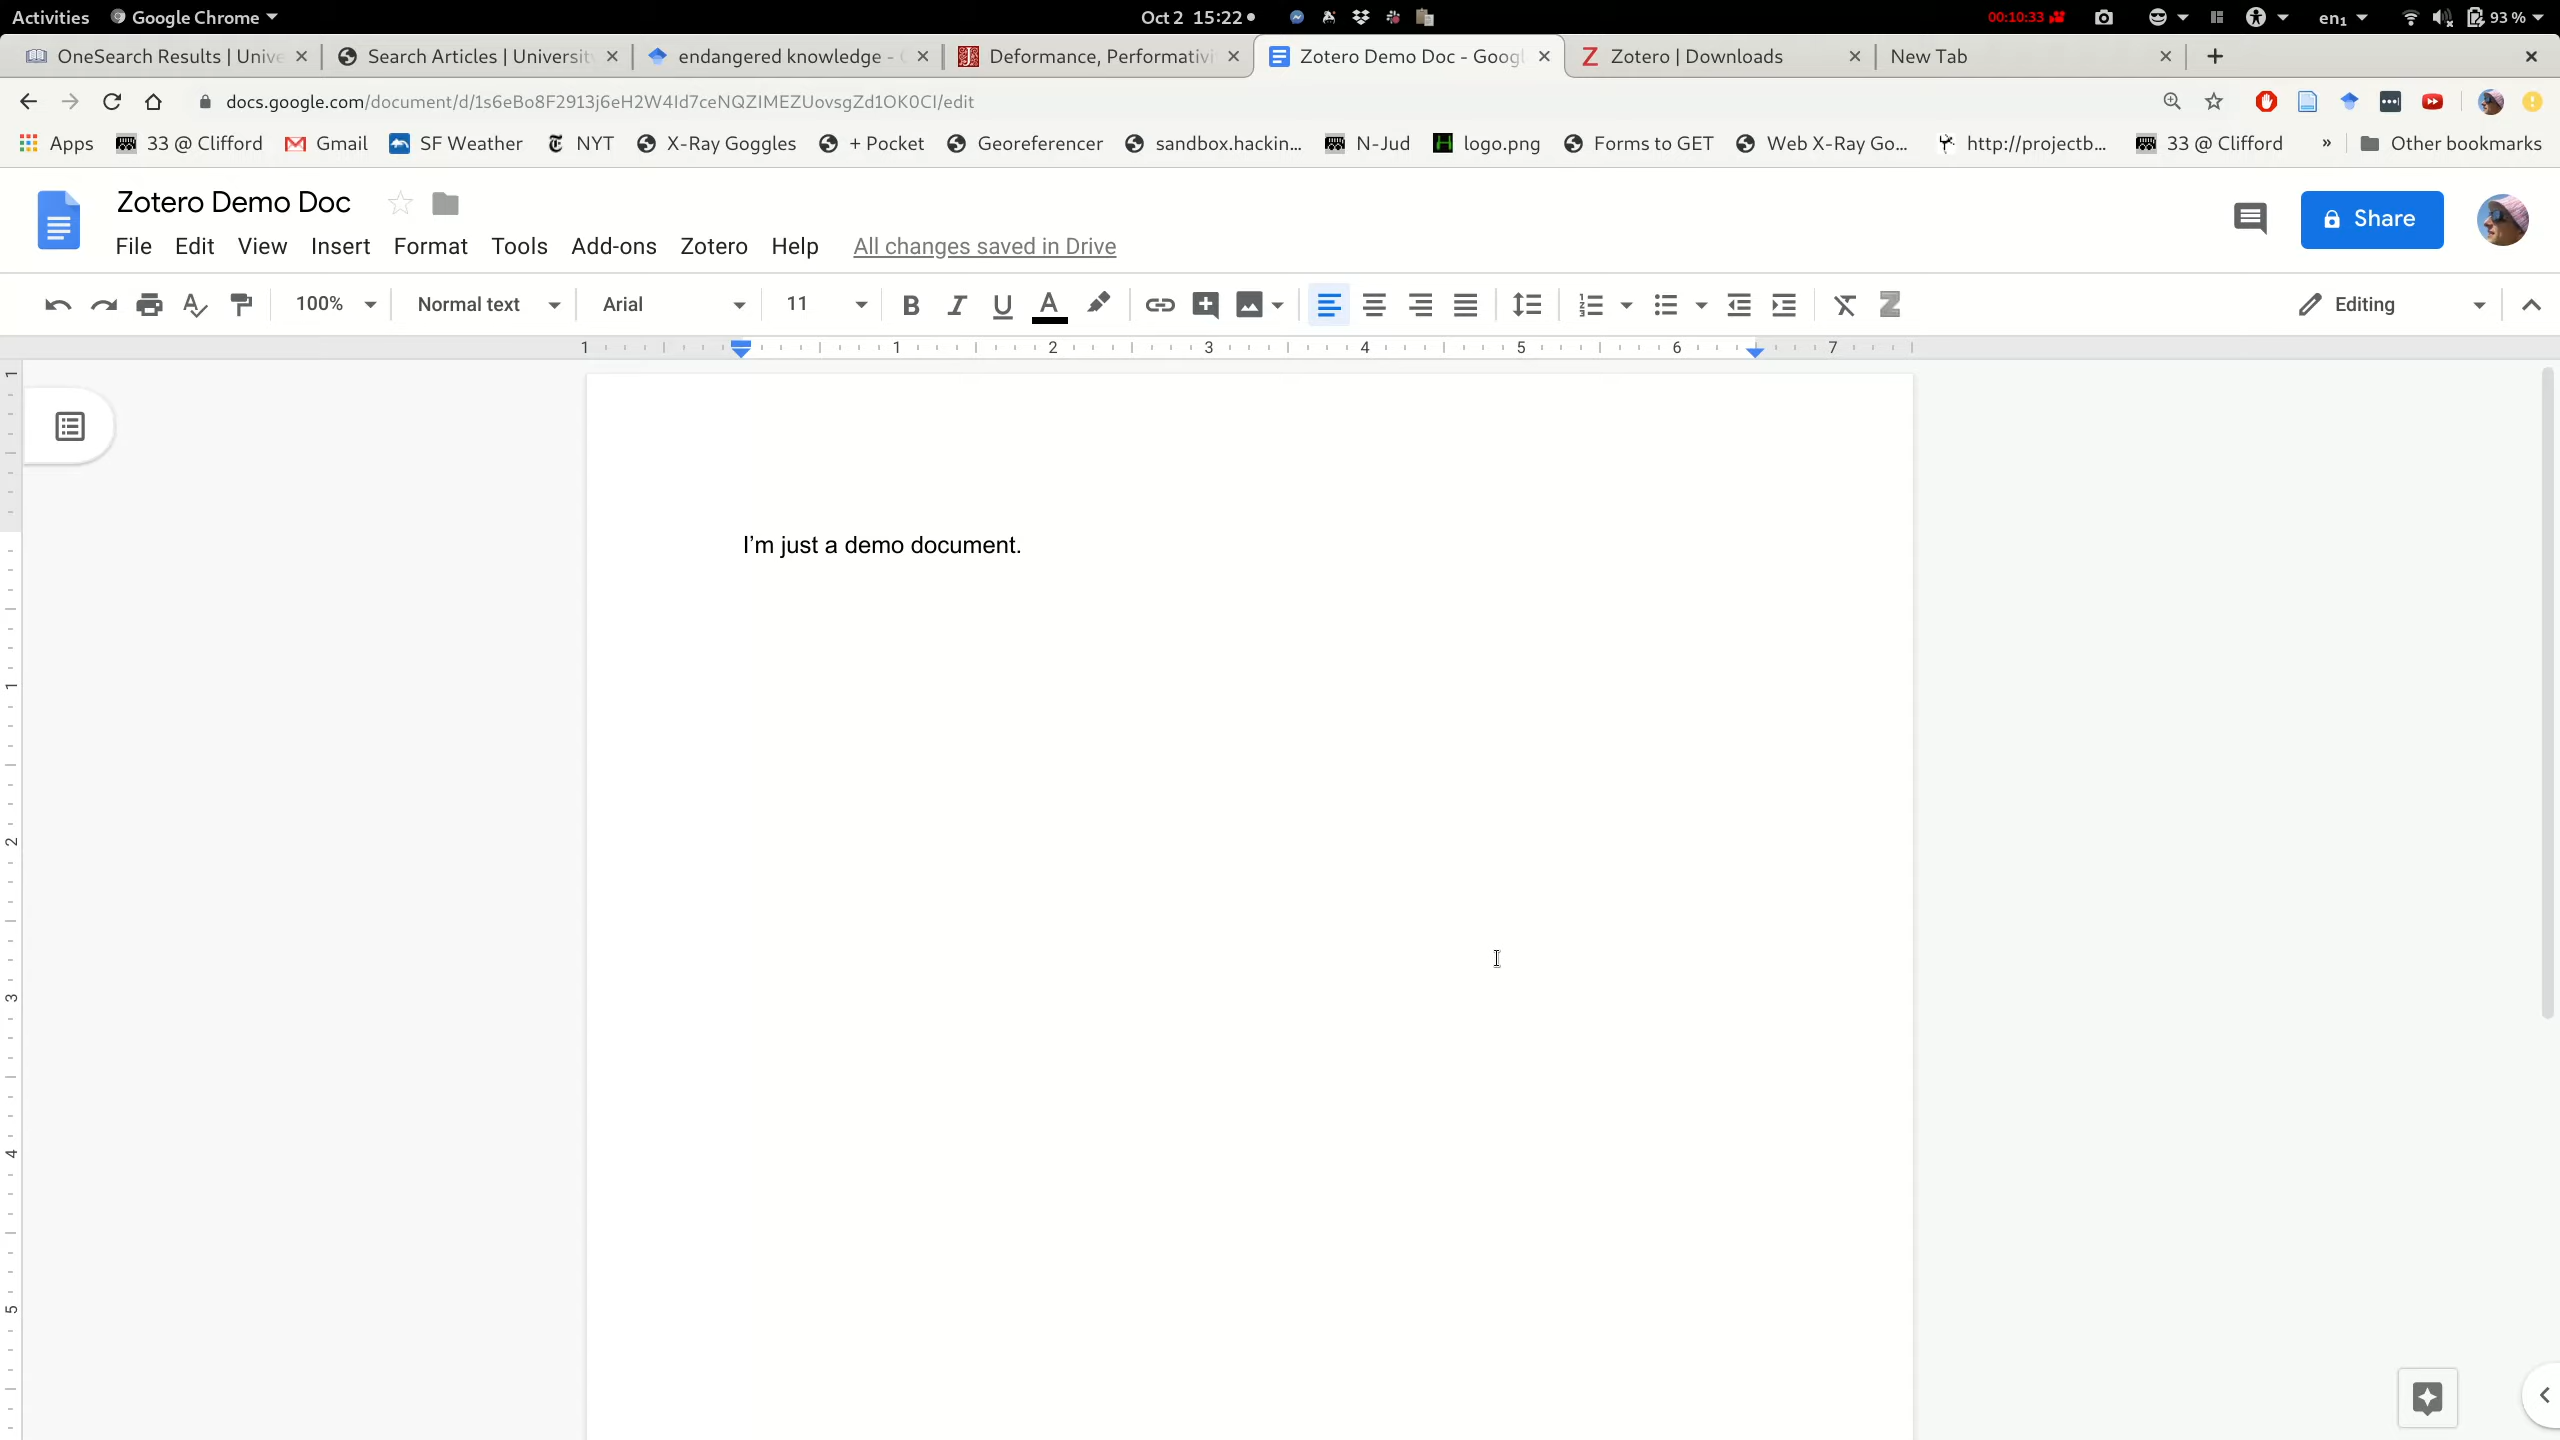 Activities Google Chrome Oct 2 15:22 00:10:33 en₁ 93 %
OneSearch Results | Unive Search Articles | University endangered knowledge - Deformance, Performativi Zotero Demo Doc - Googl Zotero | Downloads New Tab
docs.google.com/document/d/1s6eBo8F2913j6eH2W4Id7ceNQZIMEZUovsgZd1OK0CI/edit
Apps 33 @ Clifford Gmail SF Weather NYT X-Ray Goggles + Pocket Georeferencer sandbox.hackin... N-Jud logo.png Forms to GET Web X-Ray Go... http://projectb... 33 @ Clifford » Other bookmarks
Zotero Demo Doc
Share
File Edit View Insert Format Tools Add-ons Zotero Help All changes saved in Drive
100% Normal text Arial 11 Editing
1 1 2 3 4 5 6 7
1
I’m just a demo document.
1
2
3
4
5